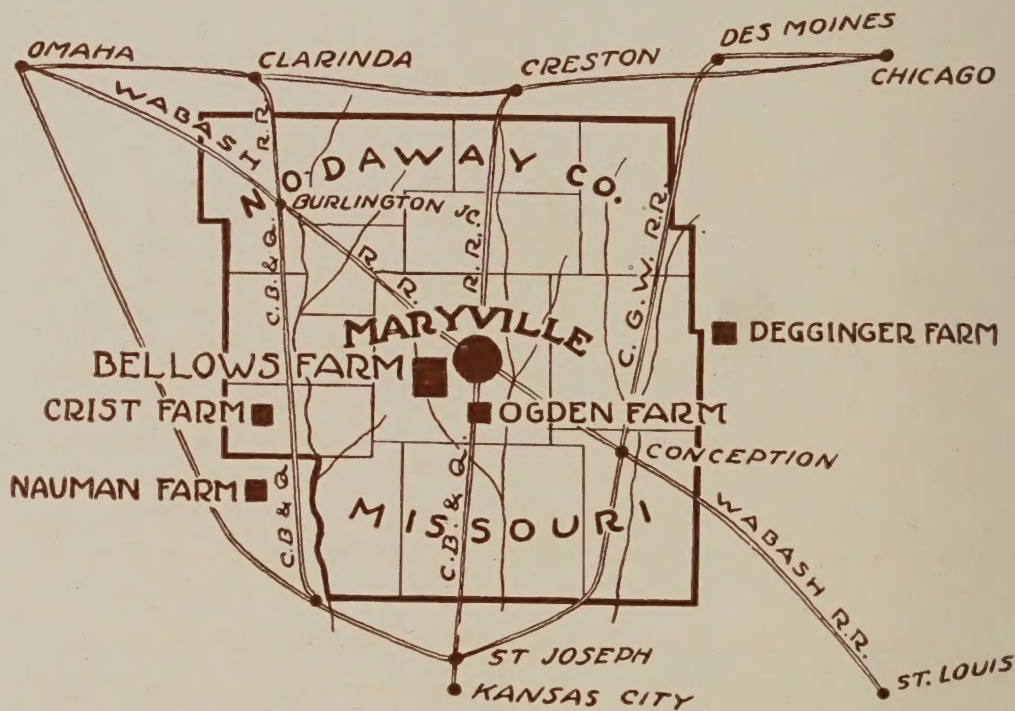 OMAHA
CLARINDA
CRESTON
DES MOINES
CHICAGO
WABASH
R.R.
NODAWAY CO.
BURLINGTON JC.
R.R.
R.R.
C.B.&Q.
C.G.W. R.R.
MARYVILLE
DEGGINGER FARM
BELLOWS FARM
CRIST FARM
OGDEN FARM
CONCEPTION
NAUMAN FARM
C.B.&Q
C.B.&Q.
MISSOURI
WABASH R.R.
ST JOSEPH
KANSAS CITY
ST. LOUIS